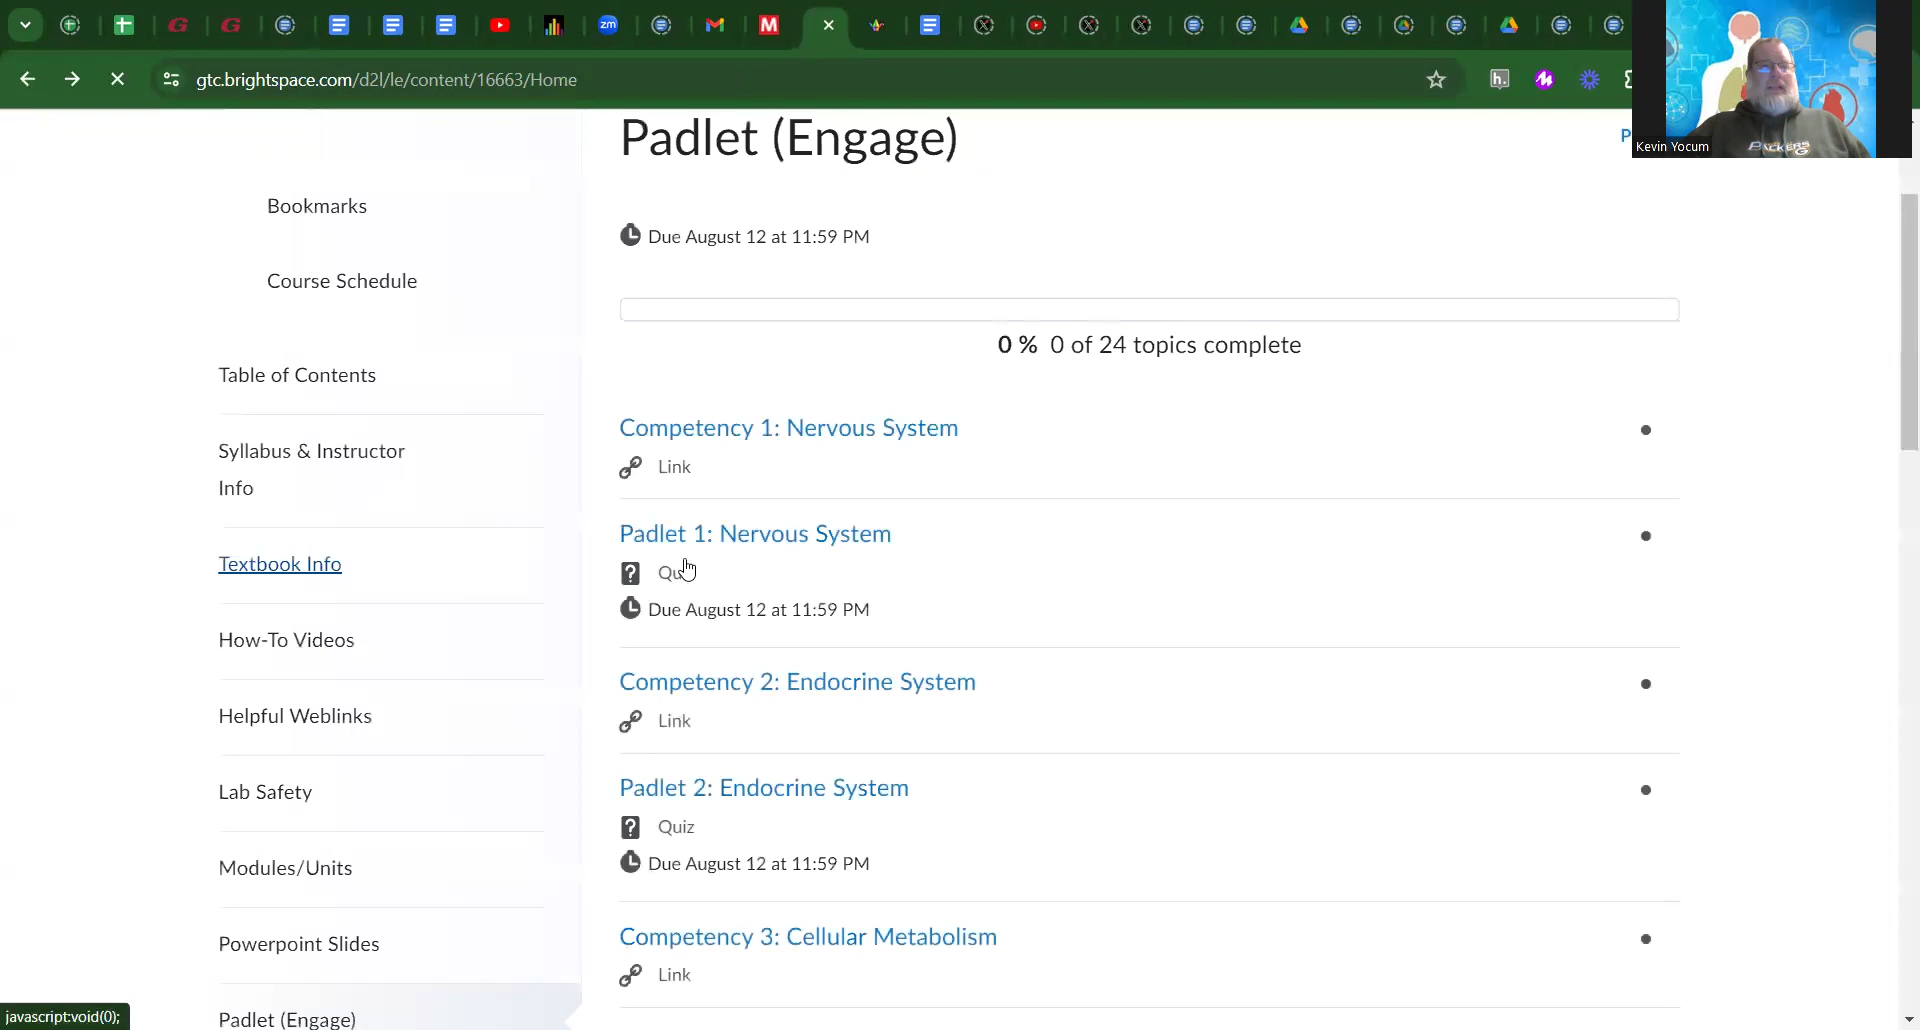 zm
M
gtc.brightspace.com/d2l/le/content/16663/Home
h.
PACKERS
Kevin Yocum
Padlet (Engage)
Bookmarks
Due August 12 at 11:59 PM
Course Schedule
0 % 0 of 24 topics complete
Table of Contents
Competency 1: Nervous System
Syllabus & Instructor
Info
Link
Padlet 1: Nervous System
Textbook Info
Due August 12 at 11:59 PM
How-To Videos
Competency 2: Endocrine System
Helpful Weblinks
Link
Lab Safety
Padlet 2: Endocrine System
Quiz
Modules/Units
Due August 12 at 11:59 PM
Powerpoint Slides
Competency 3: Cellular Metabolism
Link
Padlet (Engage)
javascript:void(0);